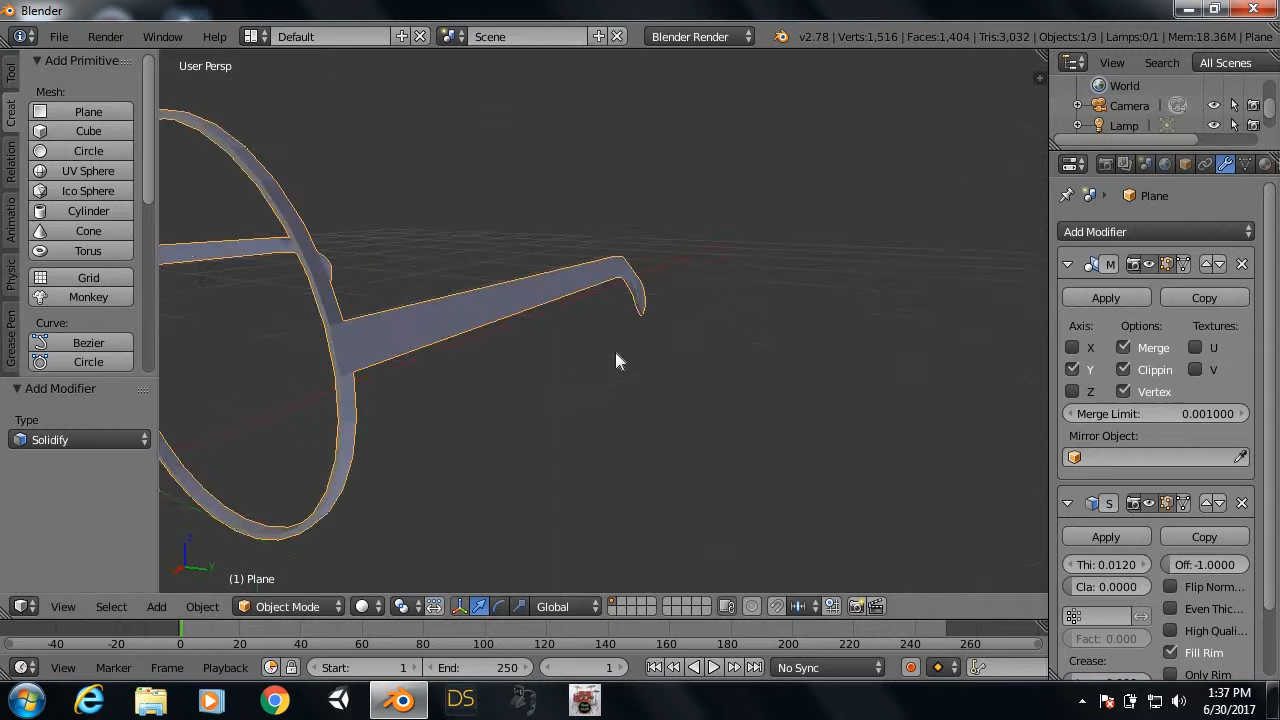 Blender
File Render Window Help Default Scene Blender Render v2.78 | Verts:1,516 | Faces:1,404 | Tris:3,032 | Objects:1/3 | Lamps:0/1 | Mem:18.36M | Plane
Tool
Creat
Relation
Animatio
Physic
Grease Pen
Add Primitive
Mesh:
Plane
Cube
Circle
UV Sphere
Ico Sphere
Cylinder
Cone
Torus
Grid
Monkey
Curve:
Bezier
Circle
Add Modifier
Type
Solidify
User Persp
(1) Plane
View Select Add Object Object Mode Global
View Search All Scenes
World
Camera
Lamp
Plane
Add Modifier
M
Apply Copy
Axis: Options: Textures:
X Merge U
Y Clippin V
Z Vertex
Merge Limit: 0.001000
Mirror Object:
S
Apply Copy
Thi: 0.0120 Off:-1.0000
Cla: 0.0000 Flip Norm...
Even Thic...
High Quali...
Fact: 0.000
Fill Rim
Crease:
Only Rim
-40 -20 0 20 40 60 80 100 120 140 160 180 200 220 240 260
View Marker Frame Playback Start: 1 End: 250 1 No Sync
DS
1:37 PM
6/30/2017